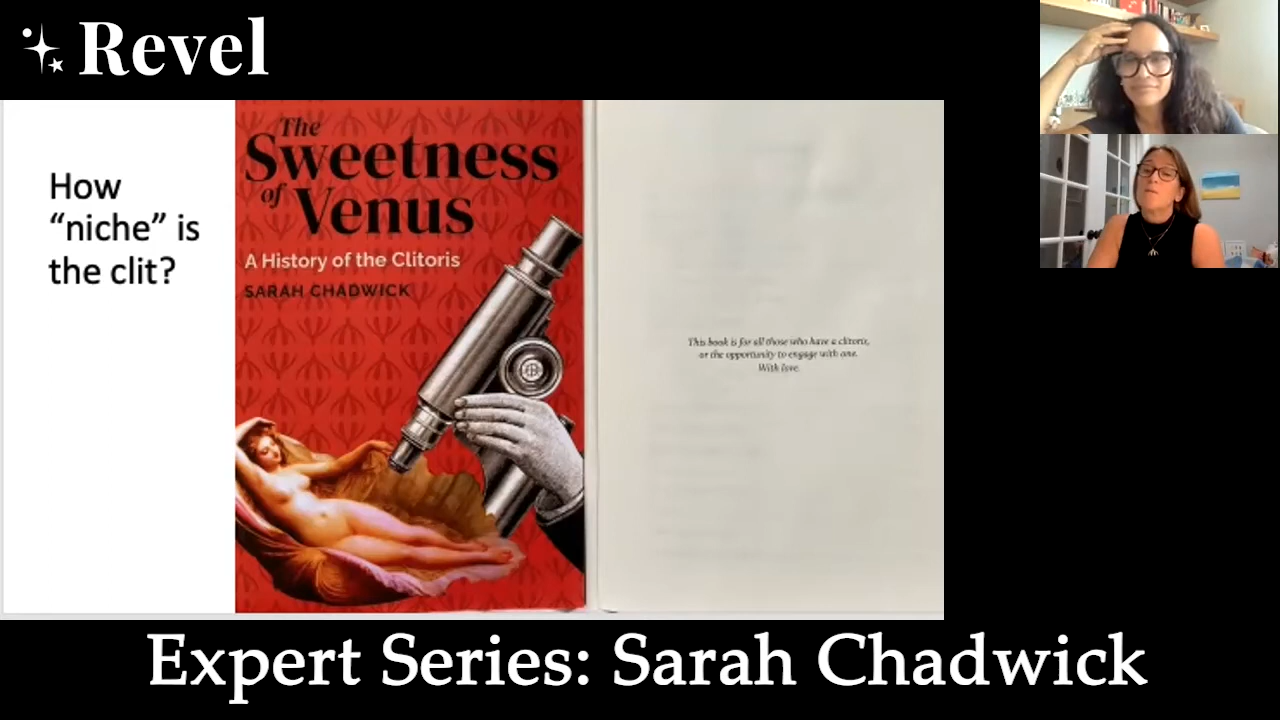 Revel
How
“niche” is
the clit?
The
Sweetness
of
Venus
A History of the Clitoris
SARAH CHADWICK
This book is for all those who have a clitoris,
or the opportunity to engage with one.
With love.
Expert Series: Sarah Chadwick